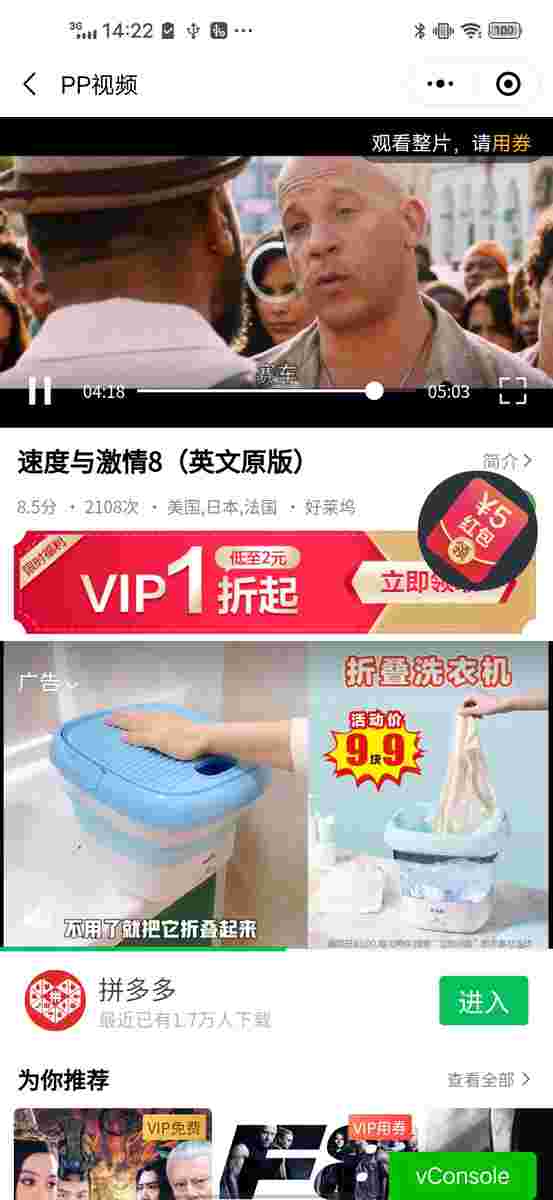 3G 14:22 100
PP视频
观看整片，请用券
赛车
04:18 05:03
速度与激情8（英文原版）
简介
8.5分 · 2108次 · 美国,日本,法国 · 好莱坞
¥5
红包
限时福利
VIP1折起
低至2元
立即领
广告
折叠洗衣机
活动价
9块9
不用了就把它折叠起来
拼多多
最近已有1.7万人下载
进入
为你推荐
查看全部
VIP免费
F8
VIP用券
vConsole